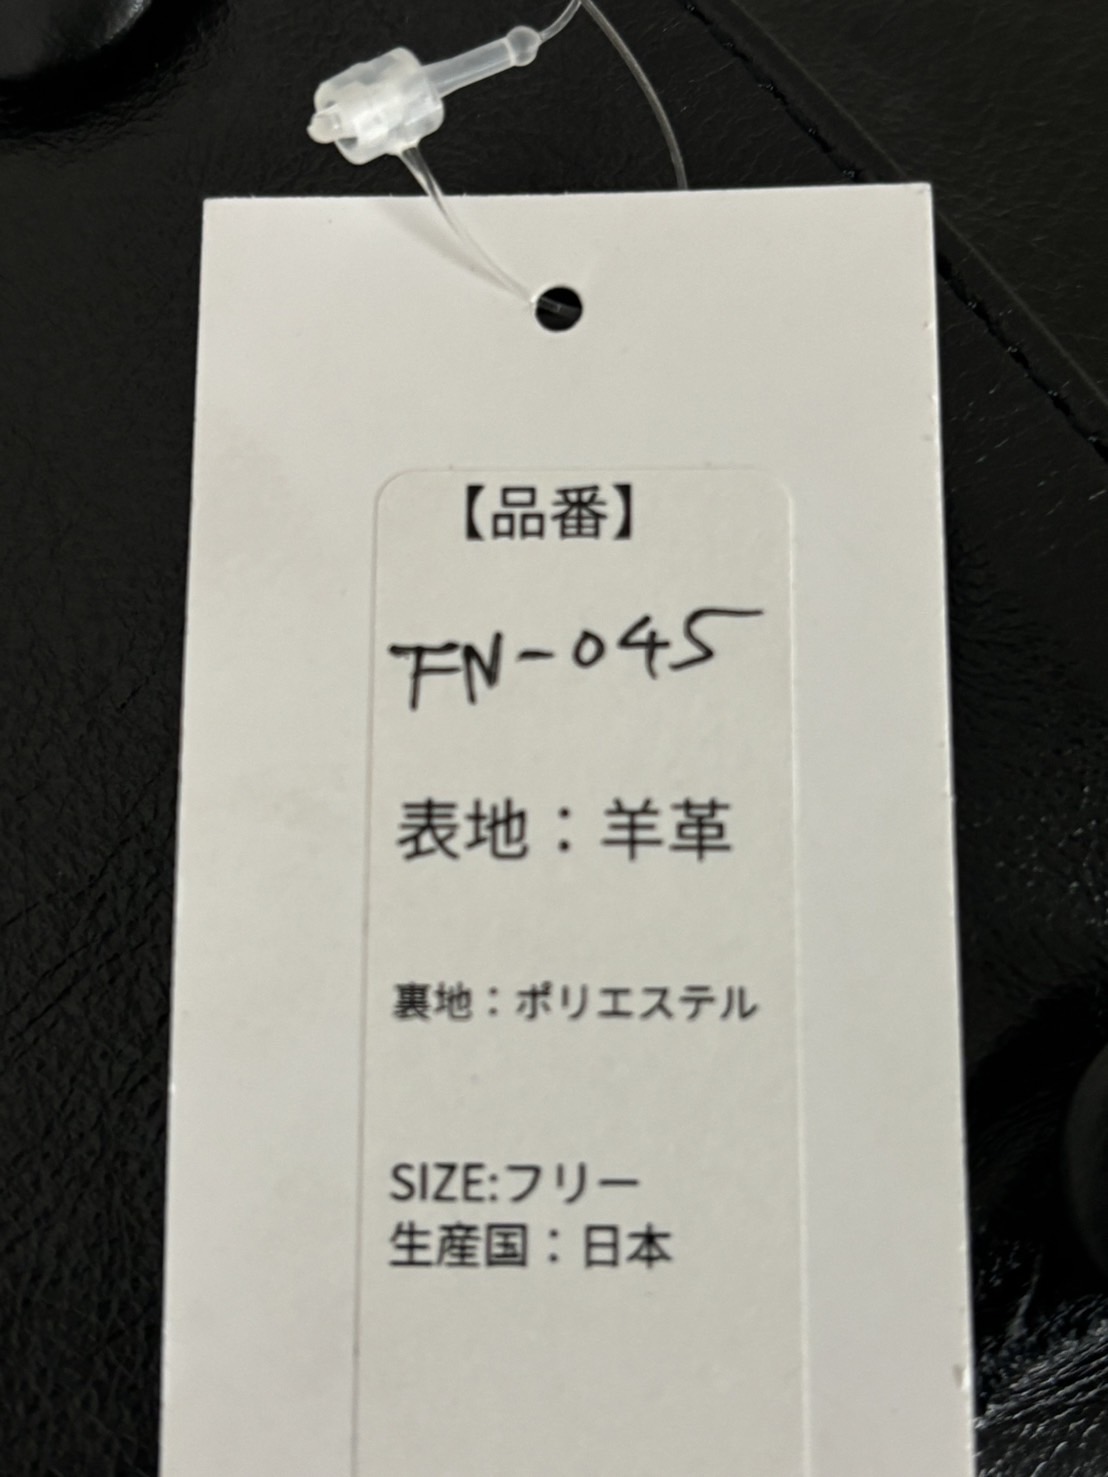 【品番】
FN-045
表地：羊革
裏地：ポリエステル
SIZE:フリー
生産国：日本